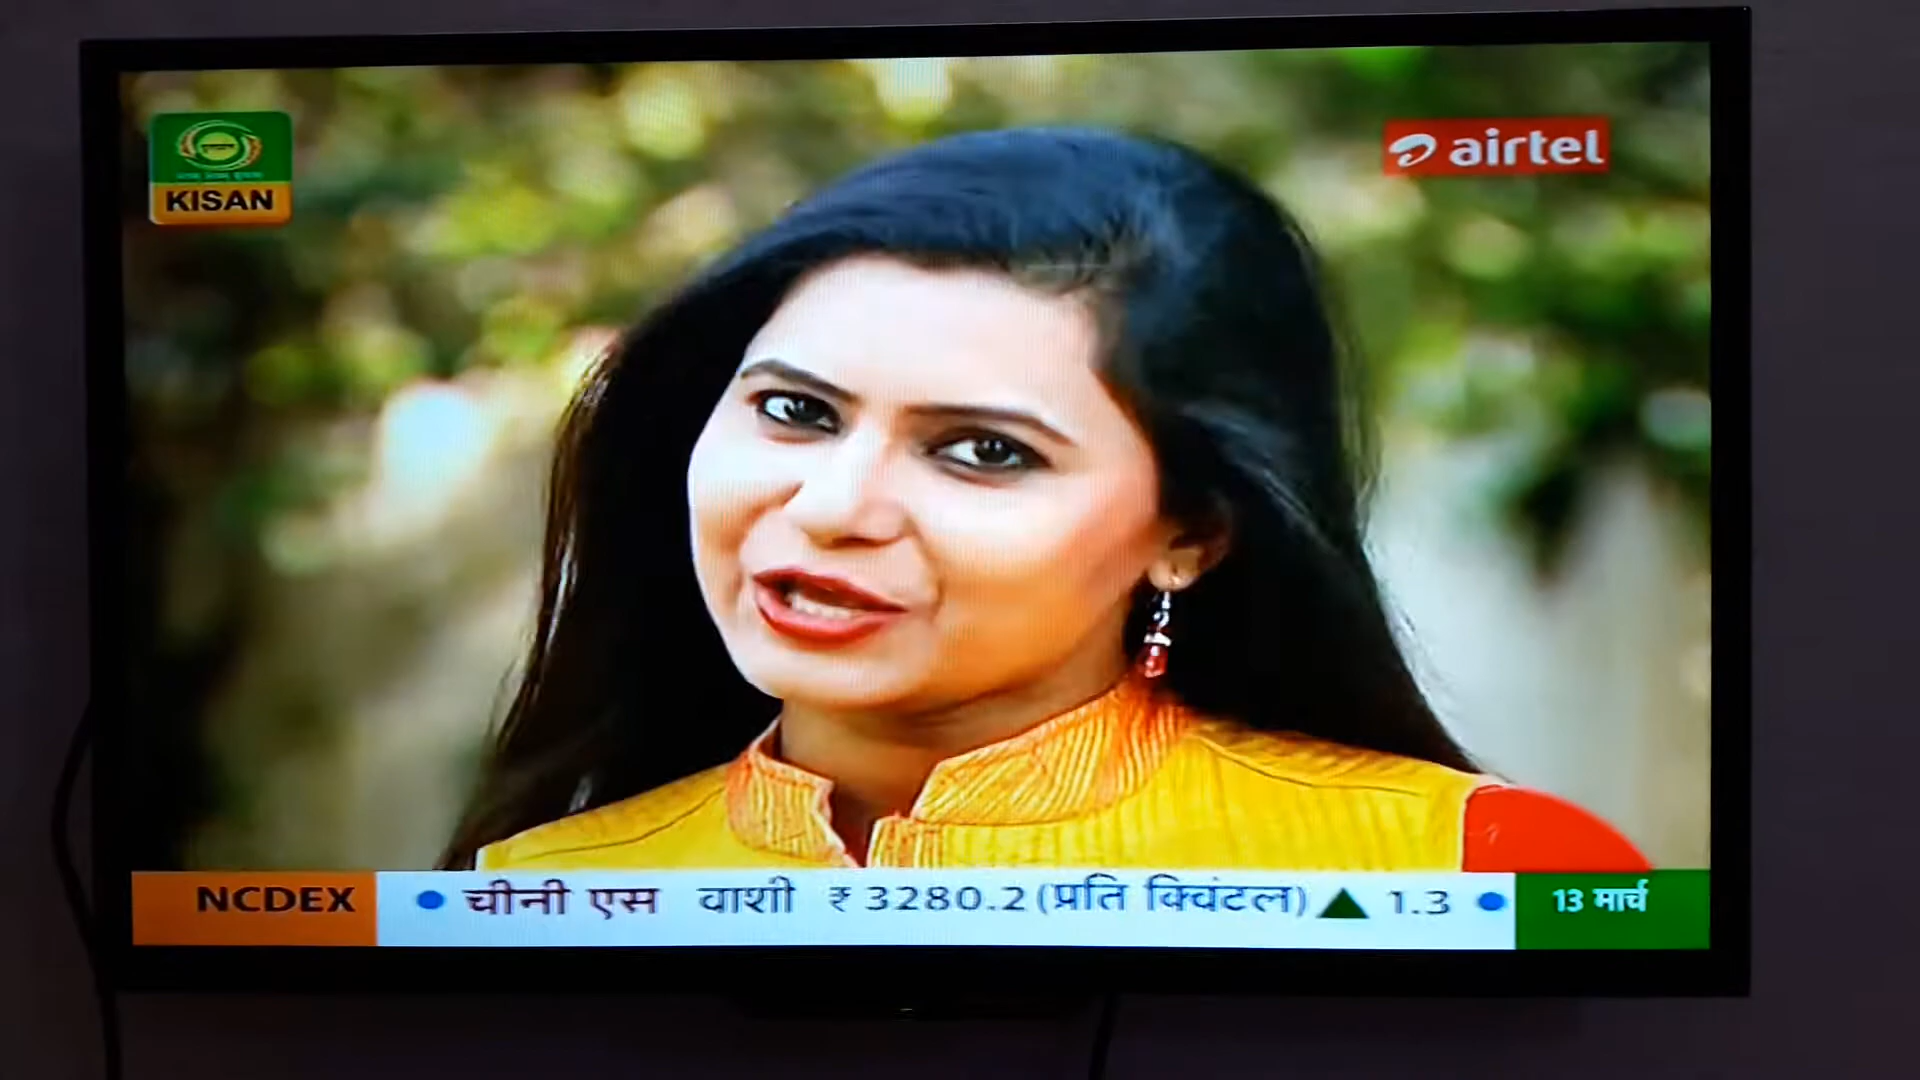 KISAN
airtel
NCDEX
चीनी एस वाशी ₹ 3280.2 (प्रति क्विंटल) ▲ 1.3
13 मार्च